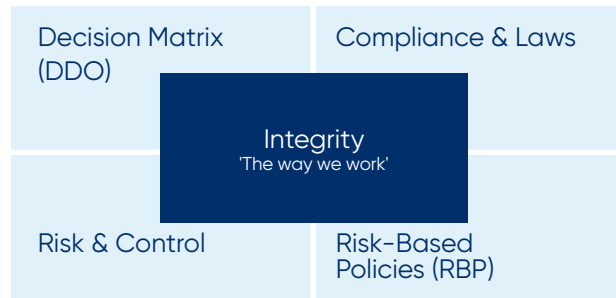 Decision Matrix
(DDO)
Compliance & Laws
Integrity
'The way we work'
Risk & Control
Risk-Based
Policies (RBP)